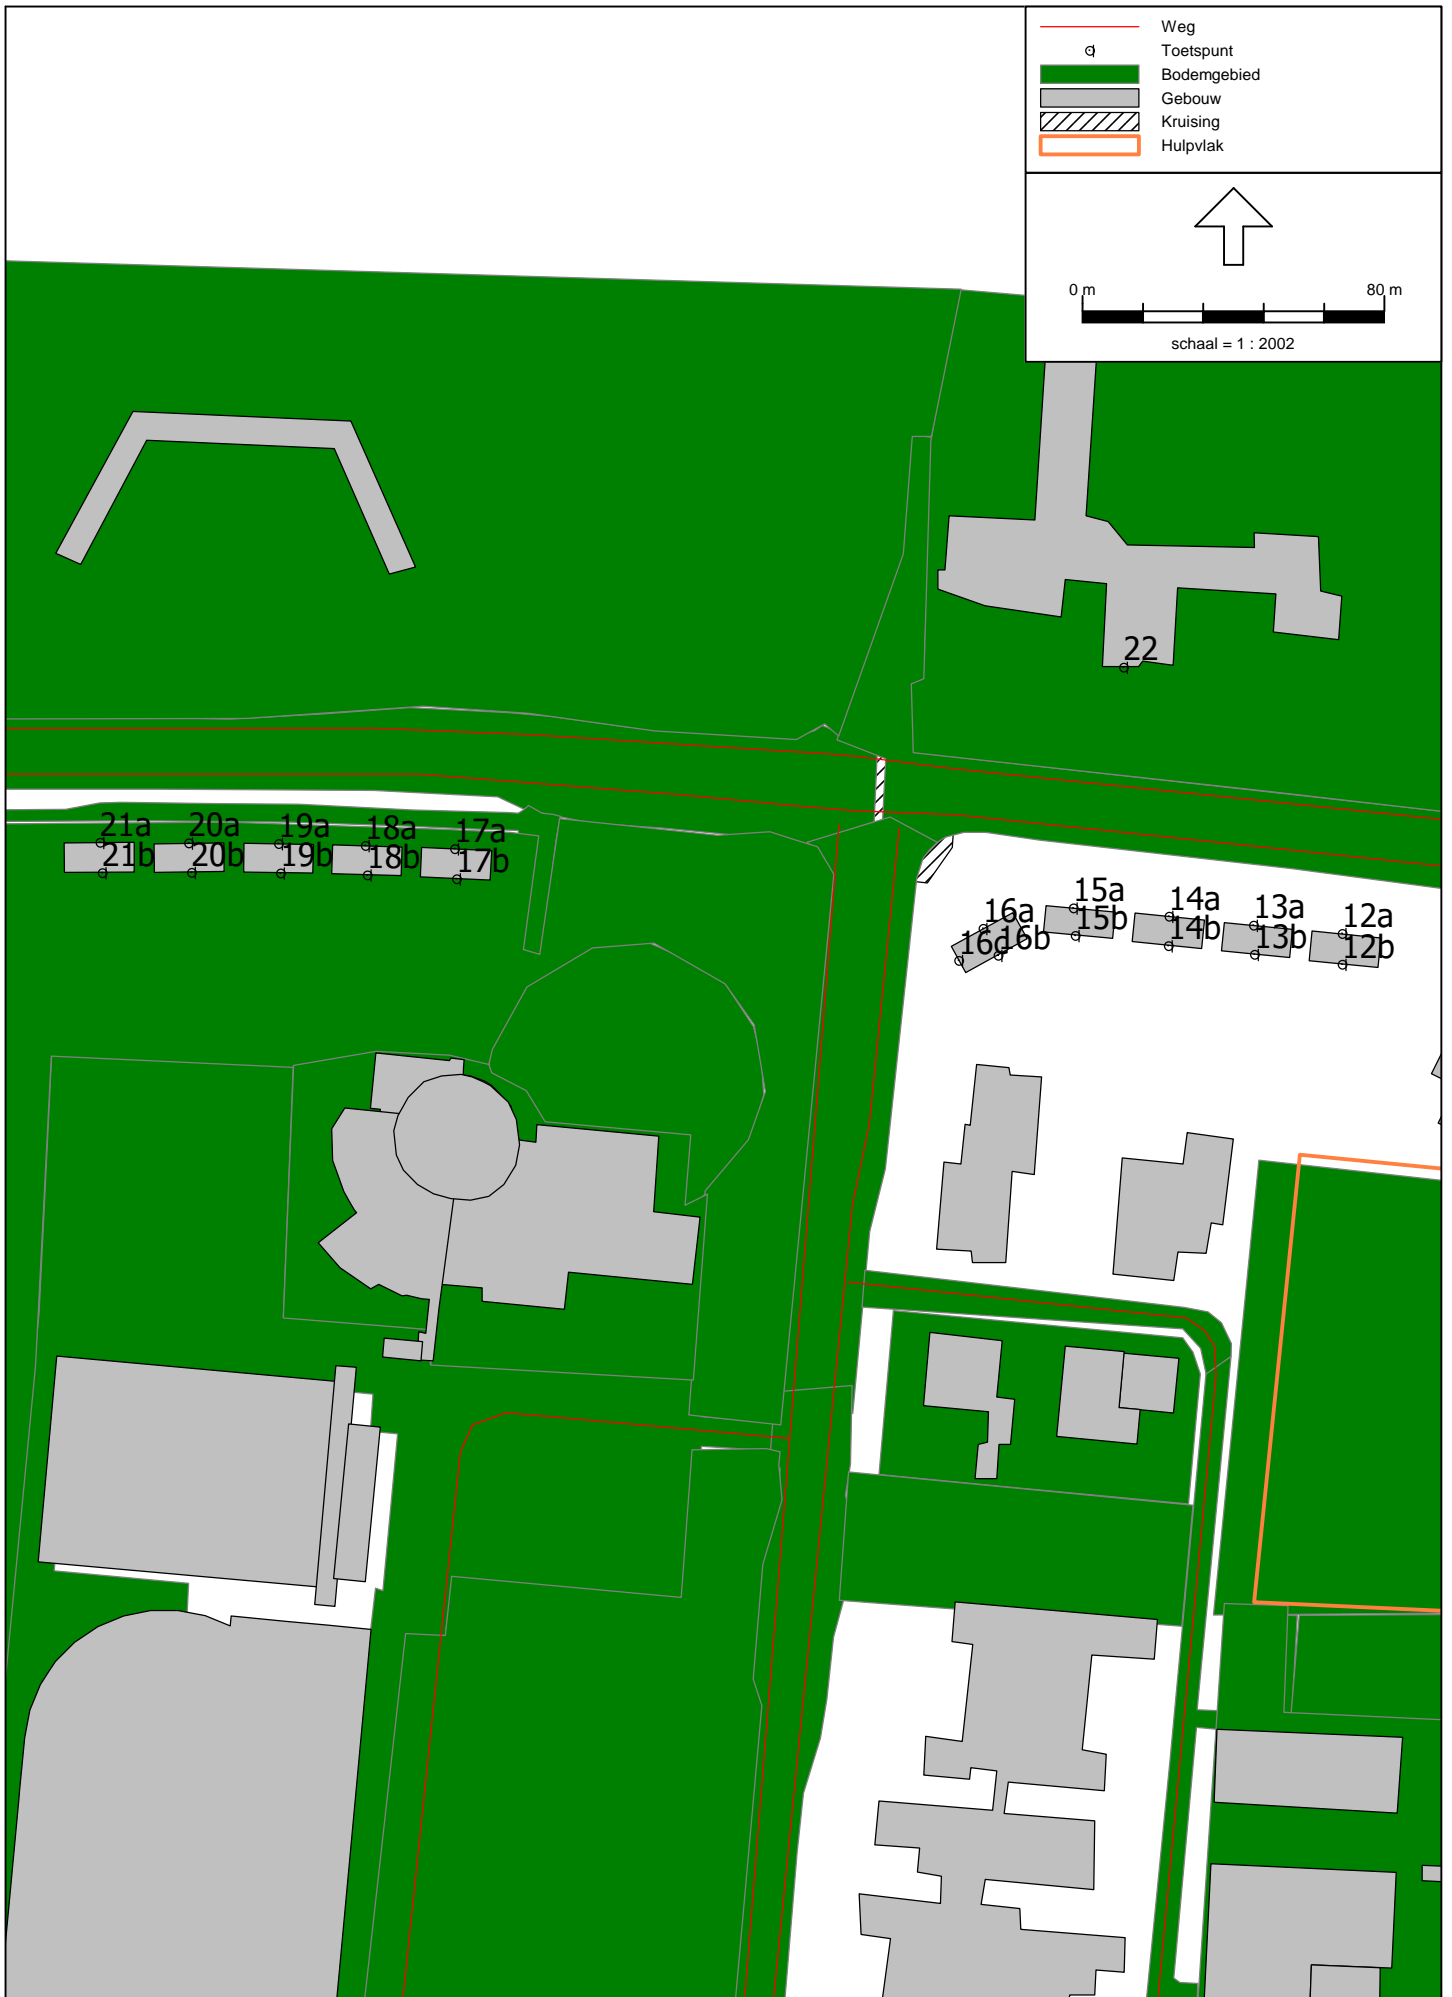 Weg
Toetspunt
Bodemgebied
Gebouw
Kruising
Hulpvlak
0 m 80 m
schaal = 1 : 2002
22
21a 20a 19a 18a 17a
21b 20b 19b 18b 17b
16a 15a 14a 13a 12a
16c 16b 15b 14b 13b 12b